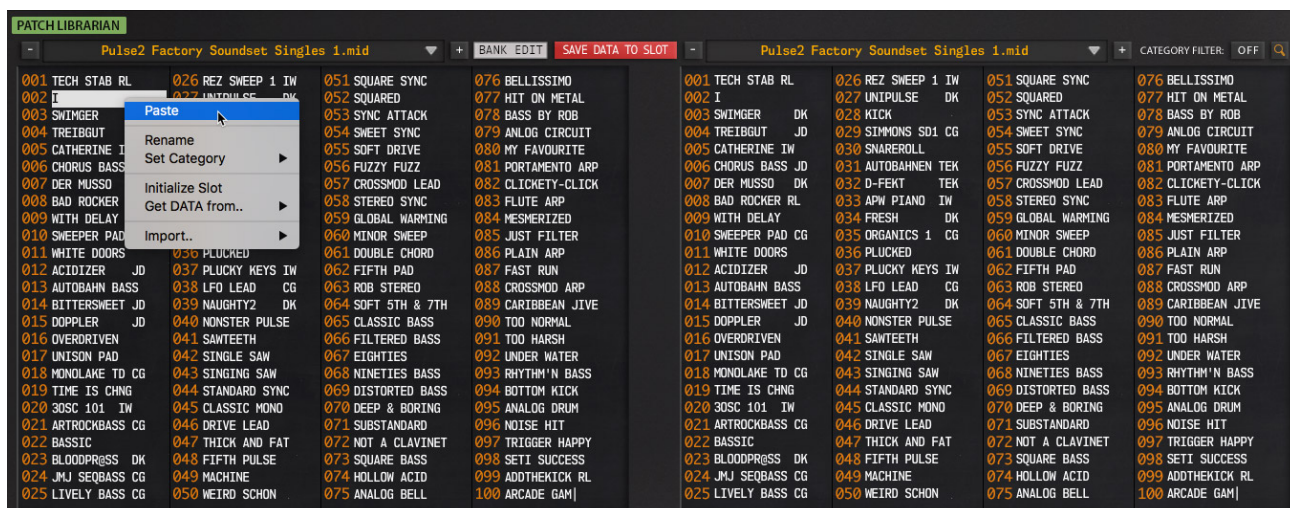 PATCH LIBRARIAN
- Pulse2 Factory Soundset Singles 1.mid + BANK EDIT SAVE DATA TO SLOT - Pulse2 Factory Soundset Singles 1.mid + CATEGORY FILTER: OFF
001 TECH STAB RL 026 REZ SWEEP 1 IW 051 SQUARE SYNC 076 BELLISSIMO 001 TECH STAB RL 026 REZ SWEEP 1 IW 051 SQUARE SYNC 076 BELLISSIMO
002 I 027 UNIPULSE DK 052 SQUARED 077 HIT ON METAL 002 I 027 UNIPULSE DK 052 SQUARED 077 HIT ON METAL
003 SWIMGER Paste 053 SYNC ATTACK 078 BASS BY ROB 003 SWIMGER DK 028 KICK 053 SYNC ATTACK 078 BASS BY ROB
004 TREIBGUT Rename 054 SWEET SYNC 079 ANLOG CIRCUIT 004 TREIBGUT JD 029 SIMMONS SD1 CG 054 SWEET SYNC 079 ANLOG CIRCUIT
005 CATHERINE I Set Category 055 SOFT DRIVE 080 MY FAVOURITE 005 CATHERINE IW 030 SNAREROLL 055 SOFT DRIVE 080 MY FAVOURITE
006 CHORUS BASS 056 FUZZY FUZZ 081 PORTAMENTO ARP 006 CHORUS BASS JD 031 AUTOBAHNEN TEK 056 FUZZY FUZZ 081 PORTAMENTO ARP
007 DER MUSSO Initialize Slot 057 CROSSMOD LEAD 082 CLICKETY-CLICK 007 DER MUSSO DK 032 D-FEKT TEK 057 CROSSMOD LEAD 082 CLICKETY-CLICK
008 BAD ROCKER Get DATA from.. 058 STEREO SYNC 083 FLUTE ARP 008 BAD ROCKER RL 033 APW PIANO IW 058 STEREO SYNC 083 FLUTE ARP
009 WITH DELAY 059 GLOBAL WARMING 084 MESMERIZED 009 WITH DELAY 034 FRESH DK 059 GLOBAL WARMING 084 MESMERIZED
010 SWEEPER PAD Import.. 060 MINOR SWEEP 085 JUST FILTER 010 SWEEPER PAD CG 035 ORGANICS 1 CG 060 MINOR SWEEP 085 JUST FILTER
011 WHITE DOORS 036 PLUCKED 061 DOUBLE CHORD 086 PLAIN ARP 011 WHITE DOORS 036 PLUCKED 061 DOUBLE CHORD 086 PLAIN ARP
012 ACIDIZER JD 037 PLUCKY KEYS IW 062 FIFTH PAD 087 FAST RUN 012 ACIDIZER JD 037 PLUCKY KEYS IW 062 FIFTH PAD 087 FAST RUN
013 AUTOBAHN BASS 038 LFO LEAD CG 063 ROB STEREO 088 CROSSMOD ARP 013 AUTOBAHN BASS 038 LFO LEAD CG 063 ROB STEREO 088 CROSSMOD ARP
014 BITTERSWEET JD 039 NAUGHTY2 DK 064 SOFT 5TH & 7TH 089 CARIBBEAN JIVE 014 BITTERSWEET JD 039 NAUGHTY2 DK 064 SOFT 5TH & 7TH 089 CARIBBEAN JIVE
015 DOPPLER JD 040 NONSTER PULSE 065 CLASSIC BASS 090 TOO NORMAL 015 DOPPLER JD 040 NONSTER PULSE 065 CLASSIC BASS 090 TOO NORMAL
016 OVERDRIVEN 041 SAWTEETH 066 FILTERED BASS 091 TOO HARSH 016 OVERDRIVEN 041 SAWTEETH 066 FILTERED BASS 091 TOO HARSH
017 UNISON PAD 042 SINGLE SAW 067 EIGHTIES 092 UNDER WATER 017 UNISON PAD 042 SINGLE SAW 067 EIGHTIES 092 UNDER WATER
018 MONOLAKE TD CG 043 SINGING SAW 068 NINETIES BASS 093 RHYTHM'N BASS 018 MONOLAKE TD CG 043 SINGING SAW 068 NINETIES BASS 093 RHYTHM'N BASS
019 TIME IS CHNG 044 STANDARD SYNC 069 DISTORTED BASS 094 BOTTOM KICK 019 TIME IS CHNG 044 STANDARD SYNC 069 DISTORTED BASS 094 BOTTOM KICK
020 3OSC 101 IW 045 CLASSIC MONO 070 DEEP & BORING 095 ANALOG DRUM 020 3OSC 101 IW 045 CLASSIC MONO 070 DEEP & BORING 095 ANALOG DRUM
021 ARTROCKBASS CG 046 DRIVE LEAD 071 SUBSTANDARD 096 NOISE HIT 021 ARTROCKBASS CG 046 DRIVE LEAD 071 SUBSTANDARD 096 NOISE HIT
022 BASSIC 047 THICK AND FAT 072 NOT A CLAVINET 097 TRIGGER HAPPY 022 BASSIC 047 THICK AND FAT 072 NOT A CLAVINET 097 TRIGGER HAPPY
023 BLOODPR@SS DK 048 FIFTH PULSE 073 SQUARE BASS 098 SETI SUCCESS 023 BLOODPR@SS DK 048 FIFTH PULSE 073 SQUARE BASS 098 SETI SUCCESS
024 JMJ SEQBASS CG 049 MACHINE 074 HOLLOW ACID 099 ADDTHEKICK RL 024 JMJ SEQBASS CG 049 MACHINE 074 HOLLOW ACID 099 ADDTHEKICK RL
025 LIVELY BASS CG 050 WEIRD SCHON 075 ANALOG BELL 100 ARCADE GAM| 025 LIVELY BASS CG 050 WEIRD SCHON 075 ANALOG BELL 100 ARCADE GAM|